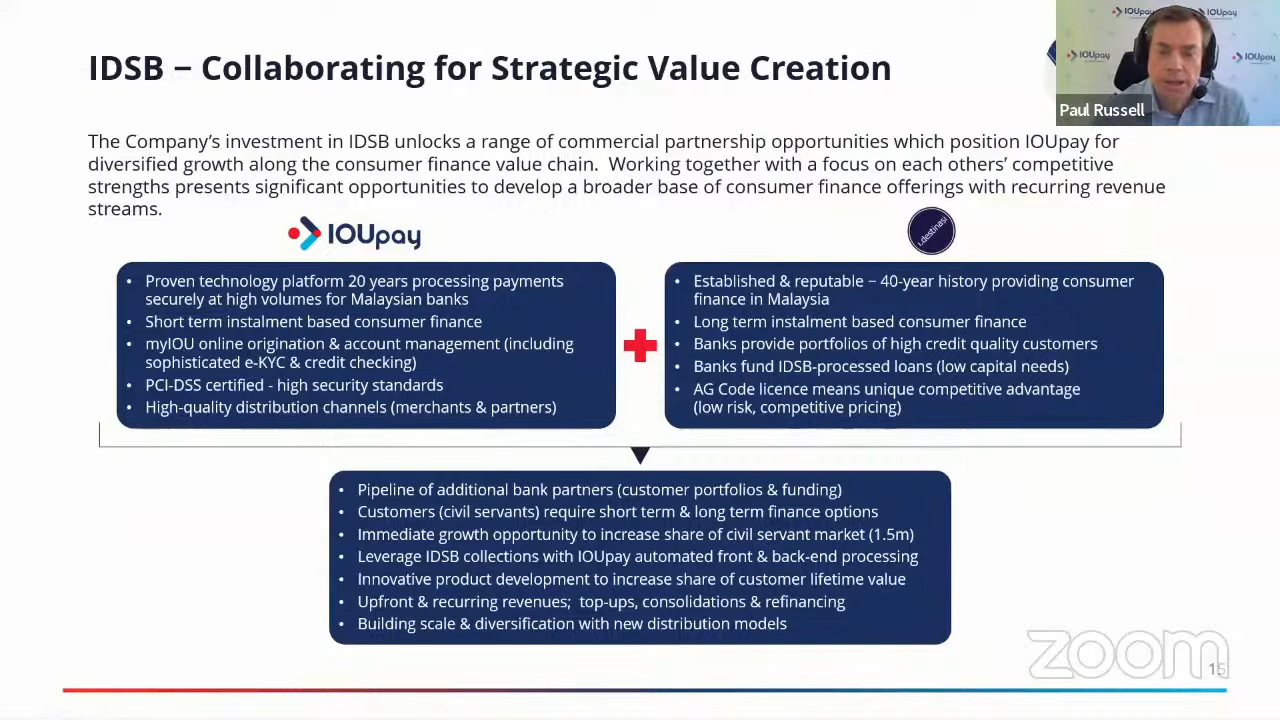 IDSB – Collaborating for Strategic Value Creation
IOUpay
IOUpay
IOUpay
IOUpay
Paul Russell
The Company’s investment in IDSB unlocks a range of commercial partnership opportunities which position IOUpay for
diversified growth along the consumer finance value chain. Working together with a focus on each others’ competitive
strengths presents significant opportunities to develop a broader base of consumer finance offerings with recurring revenue
streams.
IOUpay
i.destinasi
• Proven technology platform 20 years processing payments
securely at high volumes for Malaysian banks
• Short term instalment based consumer finance
• myIOU online origination & account management (including
sophisticated e-KYC & credit checking)
• PCI-DSS certified - high security standards
• High-quality distribution channels (merchants & partners)
• Established & reputable – 40-year history providing consumer
finance in Malaysia
• Long term instalment based consumer finance
• Banks provide portfolios of high credit quality customers
• Banks fund IDSB-processed loans (low capital needs)
• AG Code licence means unique competitive advantage
(low risk, competitive pricing)
• Pipeline of additional bank partners (customer portfolios & funding)
• Customers (civil servants) require short term & long term finance options
• Immediate growth opportunity to increase share of civil servant market (1.5m)
• Leverage IDSB collections with IOUpay automated front & back-end processing
• Innovative product development to increase share of customer lifetime value
• Upfront & recurring revenues; top-ups, consolidations & refinancing
• Building scale & diversification with new distribution models
zoom
15